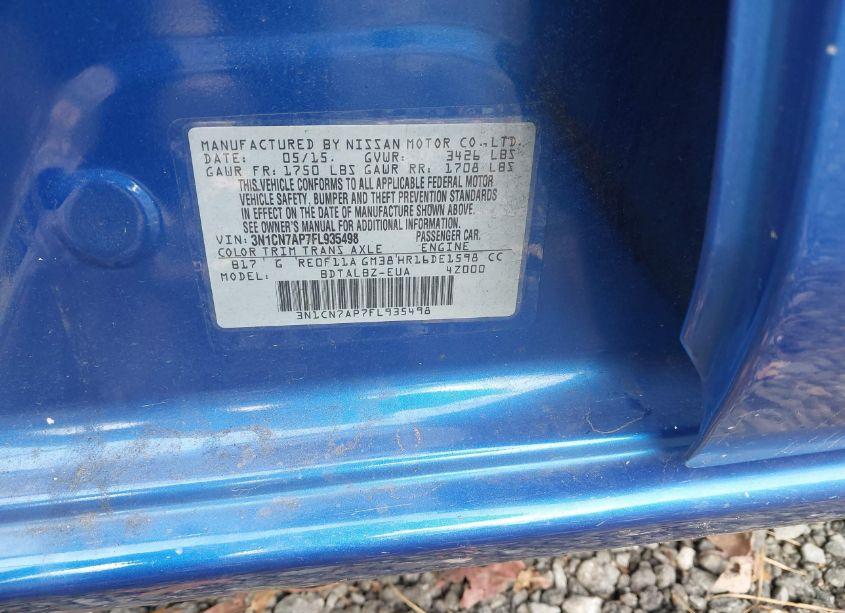 MANUFACTURED BY NISSAN MOTOR CO.,LTD.
DATE: 05/15. GVWR: 3426 LBS
GAWR FR: 1750 LBS GAWR RR: 1708 LBS
THIS VEHICLE CONFORMS TO ALL APPLICABLE FEDERAL MOTOR
VEHICLE SAFETY, BUMPER AND THEFT PREVENTION STANDARDS
IN EFFECT ON THE DATE OF MANUFACTURE SHOWN ABOVE.
SEE OWNER'S MANUAL FOR ADDITIONAL INFORMATION.
VIN: 3N1CN7AP7FL935498 PASSENGER CAR.
COLOR TRIM TRANS AXLE ENGINE
B17 G RE0F11A GM38 HR16DE1598 CC
MODEL: BDTALBZ-EUA 4Z000
3N1CN7AP7FL935498